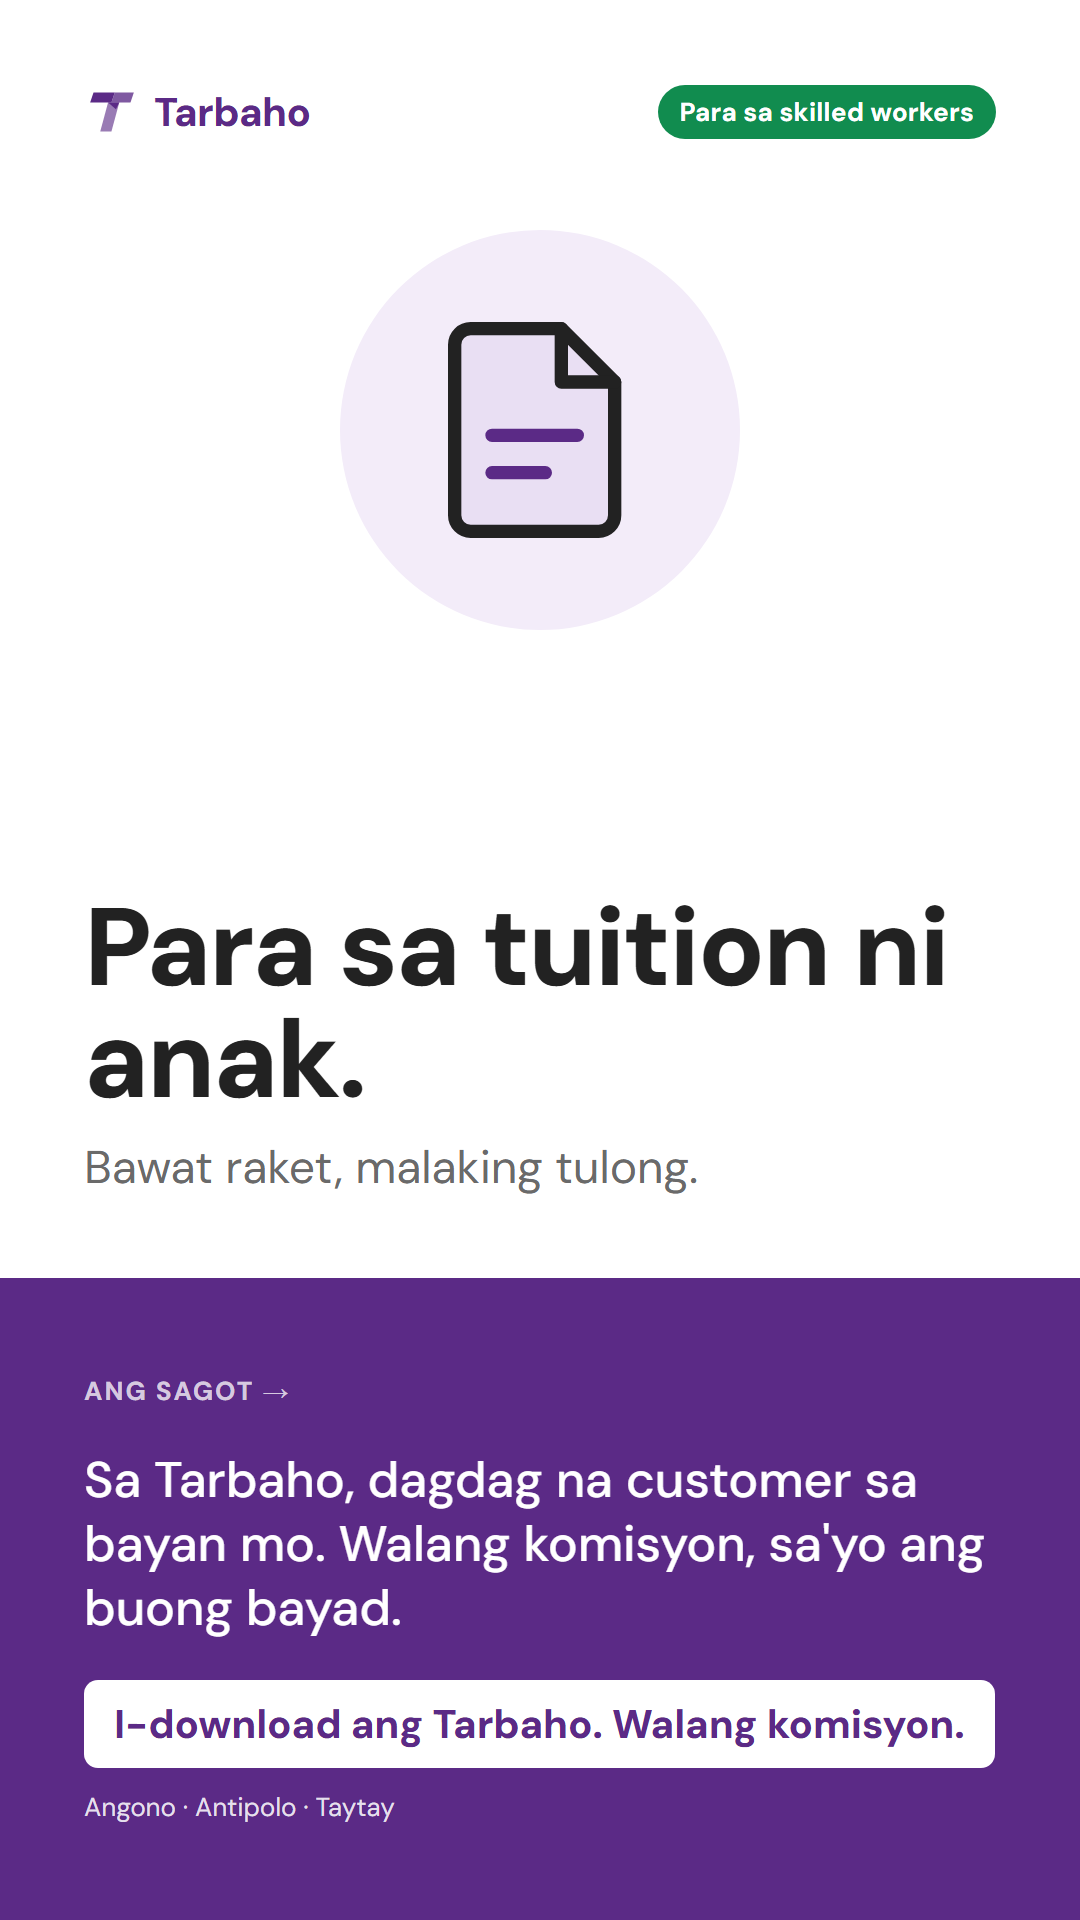 Tarbaho
Para sa skilled workers
Para sa tuition ni
anak.
Bawat raket, malaking tulong.
ANG SAGOT →
Sa Tarbaho, dagdag na customer sa
bayan mo. Walang komisyon, sa'yo ang
buong bayad.
I-download ang Tarbaho. Walang komisyon.
Angono · Antipolo · Taytay